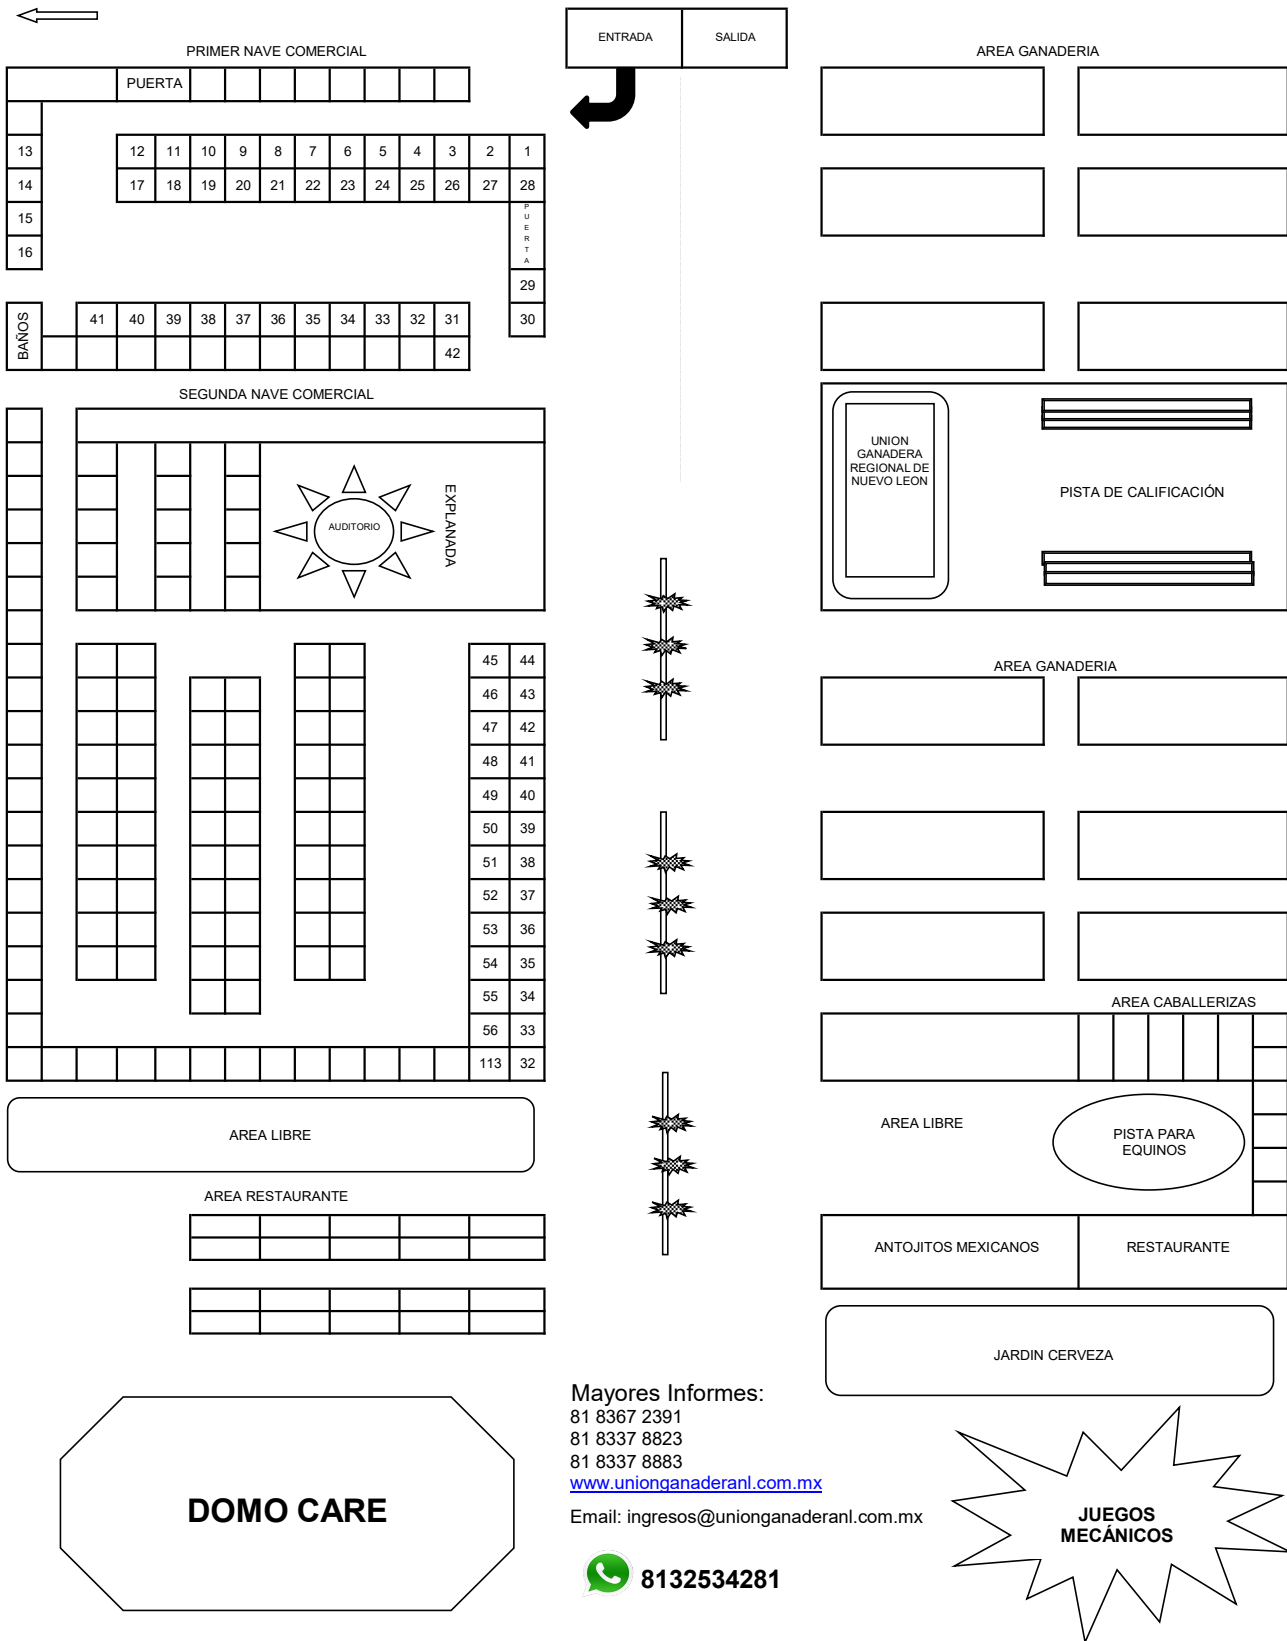 ENTRADA SALIDA
PRIMER NAVE COMERCIAL
AREA GANADERIA
PUERTA
13 12 11 10 9 8 7 6 5 4 3 2 1
14 17 18 19 20 21 22 23 24 25 26 27 28
15
PUERTA
16
29
BAÑOS
41 40 39 38 37 36 35 34 33 32 31 30
42
SEGUNDA NAVE COMERCIAL
AUDITORIO
EXPLANADA
UNION
GANADERA
REGIONAL DE
NUEVO LEON
PISTA DE CALIFICACIÓN
45 44
46 43
47 42
48 41
49 40
50 39
51 38
52 37
53 36
54 35
55 34
56 33
113 32
AREA GANADERIA
AREA CABALLERIZAS
AREA LIBRE
AREA LIBRE
PISTA PARA
EQUINOS
AREA RESTAURANTE
ANTOJITOS MEXICANOS RESTAURANTE
JARDIN CERVEZA
DOMO CARE
Mayores Informes:
81 8367 2391
81 8337 8823
81 8337 8883
www.unionganaderanl.com.mx
Email: ingresos@unionganaderanl.com.mx
8132534281
JUEGOS
MECÁNICOS